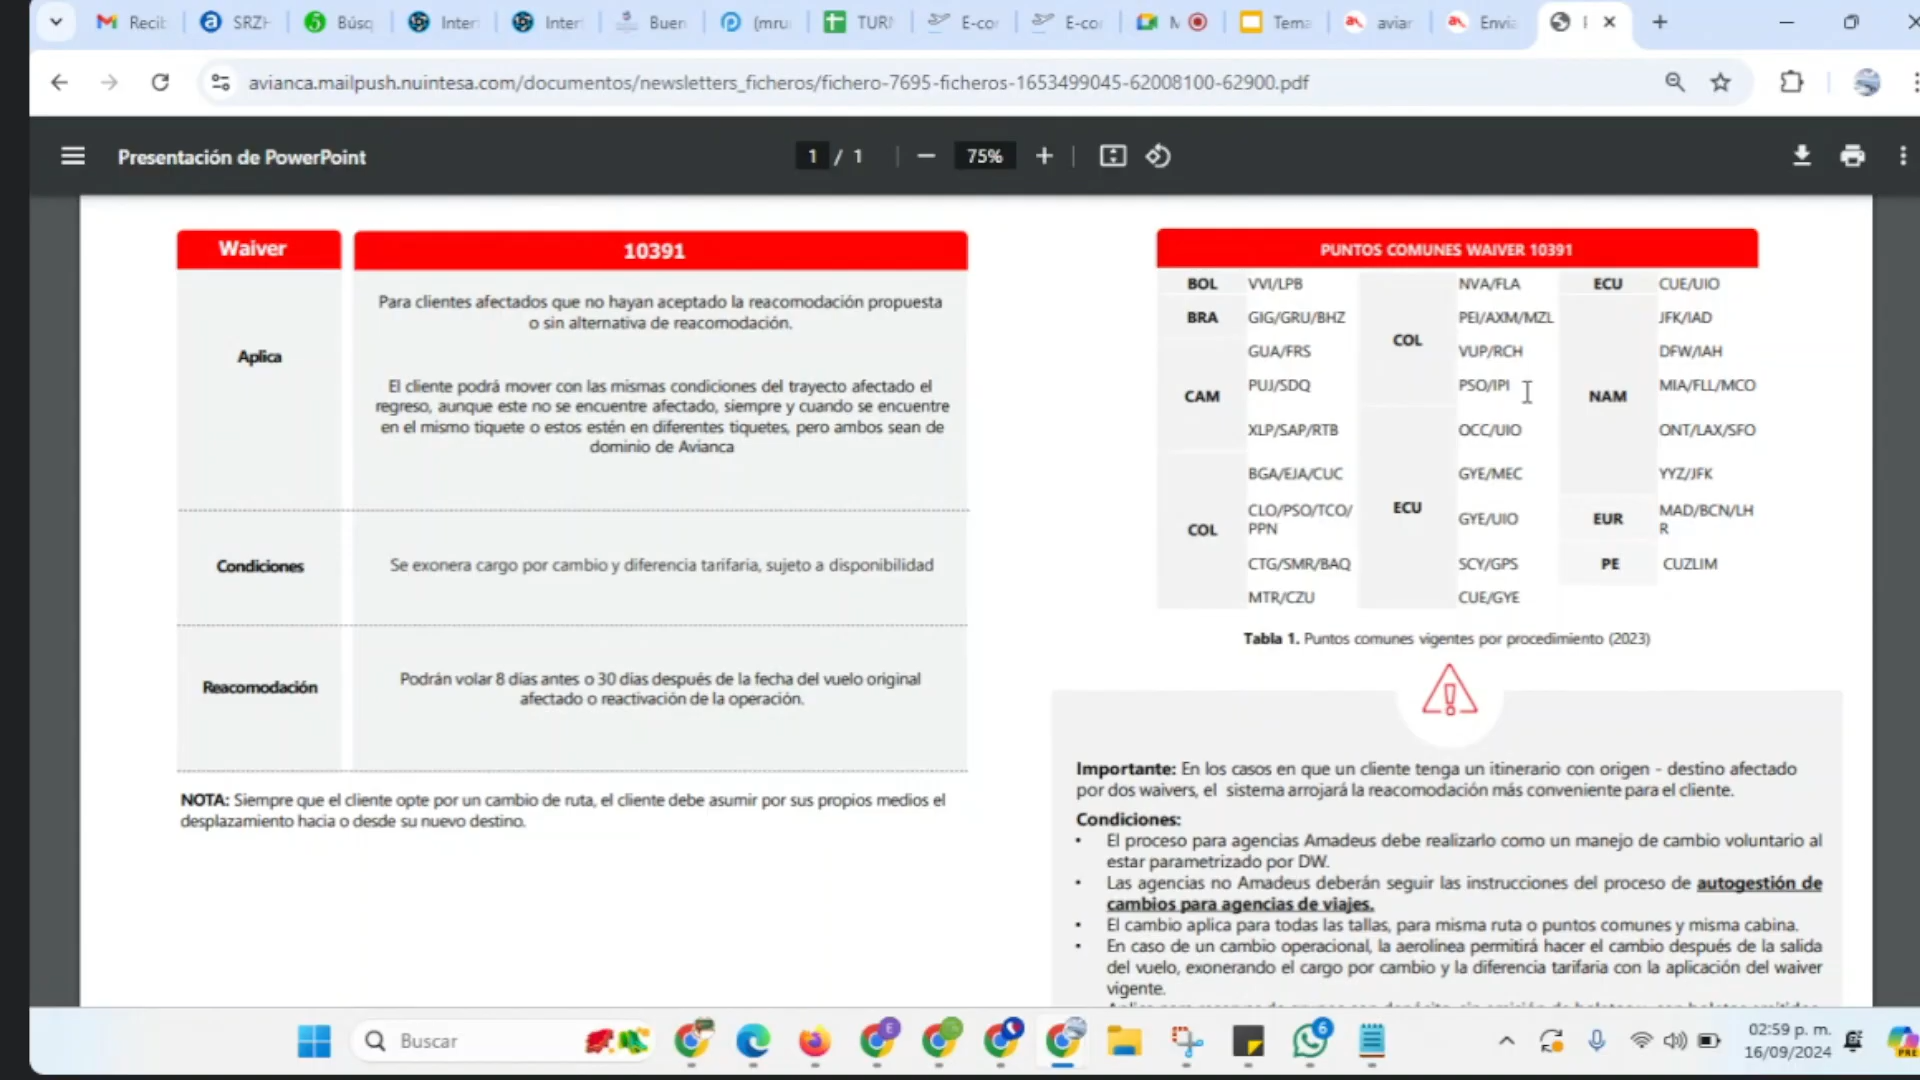 Recib
SRZH
Búsq
Inter
Inter
Buen
(mru
TURN
E-cor
E-cor
M
Tema
aviar
Envia
avianca.mailpush.nuintesa.com/documentos/newsletters_ficheros/fichero-7695-ficheros-1653499045-62008100-62900.pdf
Presentación de PowerPoint
1 / 1
75%
Waiver
10391
Aplica
Para clientes afectados que no hayan aceptado la reacomodación propuesta
o sin alternativa de reacomodación.
El cliente podrá mover con las mismas condiciones del trayecto afectado el
regreso, aunque este no se encuentre afectado, siempre y cuando se encuentre
en el mismo tiquete o estos estén en diferentes tiquetes, pero ambos sean de
dominio de Avianca
Condiciones
Se exonera cargo por cambio y diferencia tarifaria, sujeto a disponibilidad
Reacomodación
Podrán volar 8 días antes o 30 días después de la fecha del vuelo original
afectado o reactivación de la operación.
NOTA: Siempre que el cliente opte por un cambio de ruta, el cliente debe asumir por sus propios medios el
desplazamiento hacia o desde su nuevo destino.
PUNTOS COMUNES WAIVER 10391
BOL
VVI/LPB
BRA
GIG/GRU/BHZ
CAM
GUA/FRS
PUJ/SDQ
XLP/SAP/RTB
COL
BGA/EJA/CUC
CLO/PSO/TCO/
PPN
CTG/SMR/BAQ
MTR/CZU
COL
NVA/FLA
PEI/AXM/MZL
VUP/RCH
PSO/IPI
ECU
OCC/UIO
GYE/MEC
GYE/UIO
SCY/GPS
CUE/GYE
ECU
CUE/UIO
NAM
JFK/IAD
DFW/IAH
MIA/FLL/MCO
ONT/LAX/SFO
YYZ/JFK
EUR
MAD/BCN/LH
R
PE
CUZLIM
Tabla 1. Puntos comunes vigentes por procedimiento (2023)
Importante: En los casos en que un cliente tenga un itinerario con origen - destino afectado
por dos waivers, el sistema arrojará la reacomodación más conveniente para el cliente.
Condiciones:
• El proceso para agencias Amadeus debe realizarlo como un manejo de cambio voluntario al
estar parametrizado por DW.
• Las agencias no Amadeus deberán seguir las instrucciones del proceso de autogestión de
cambios para agencias de viajes.
• El cambio aplica para todas las tallas, para misma ruta o puntos comunes y misma cabina.
• En caso de un cambio operacional, la aerolínea permitirá hacer el cambio después de la salida
del vuelo, exonerando el cargo por cambio y la diferencia tarifaria con la aplicación del waiver
vigente.
Buscar
E
6
02:59 p. m.
16/09/2024
PRE